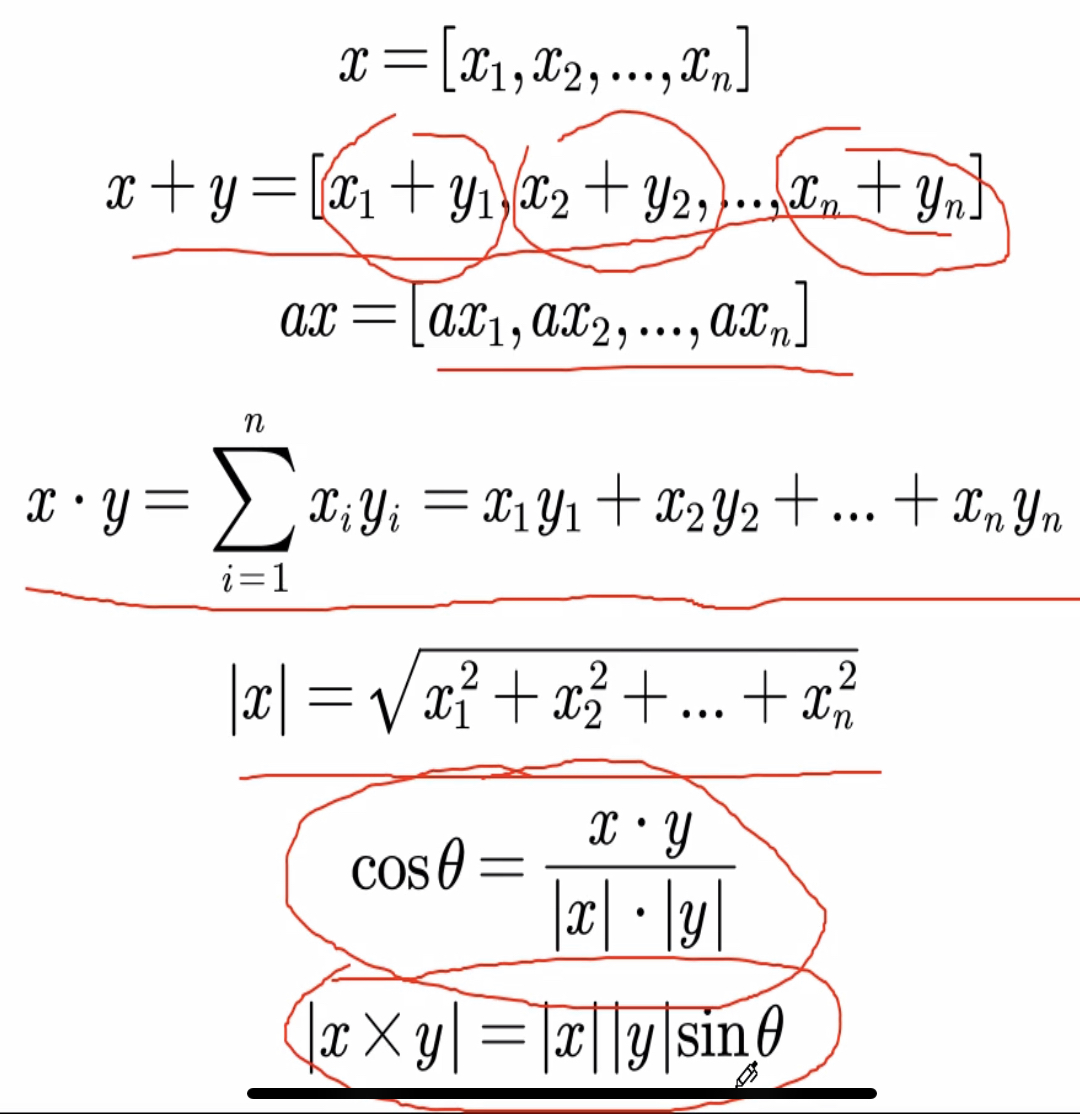 x = [x₁, x₂, ..., xₙ]
x + y = [x₁ + y₁, x₂ + y₂, ..., xₙ + yₙ]
ax = [ax₁, ax₂, ..., axₙ]
x · y = ∑ᵢ₌₁ⁿ xᵢyᵢ = x₁y₁ + x₂y₂ + ... + xₙyₙ
|x| = √(x₁² + x₂² + ... + xₙ²)
cos θ = (x · y) / (|x| · |y|)
|x × y| = |x| |y| sin θ